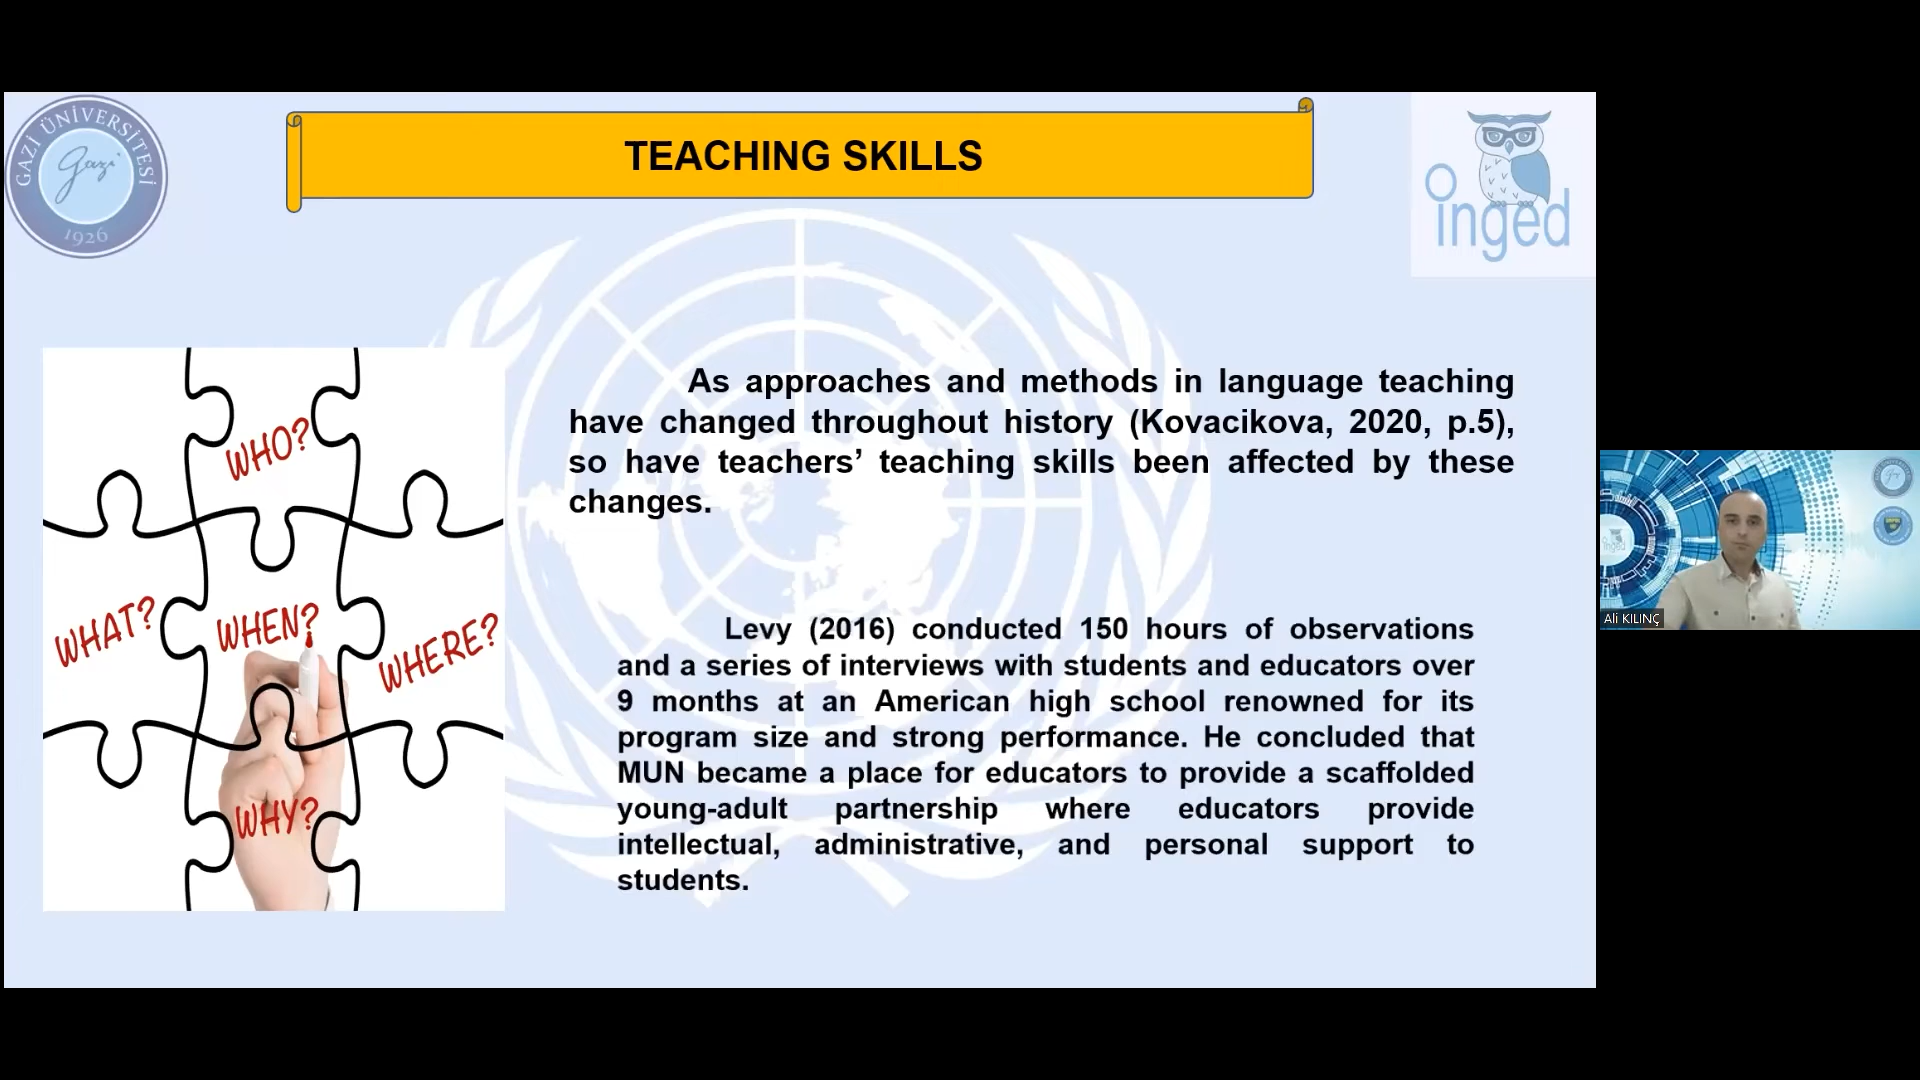 GAZİ ÜNİVERSİTESİ
Gazi
1926
TEACHING SKILLS
inged
WHO?
WHAT?
WHEN?
WHERE?
WHY?
As approaches and methods in language teaching
have changed throughout history (Kovacikova, 2020, p.5),
so have teachers’ teaching skills been affected by these
changes.
Levy (2016) conducted 150 hours of observations
and a series of interviews with students and educators over
9 months at an American high school renowned for its
program size and strong performance. He concluded that
MUN became a place for educators to provide a scaffolded
young-adult partnership where educators provide
intellectual, administrative, and personal support to
students.
inged
Ali KILINÇ